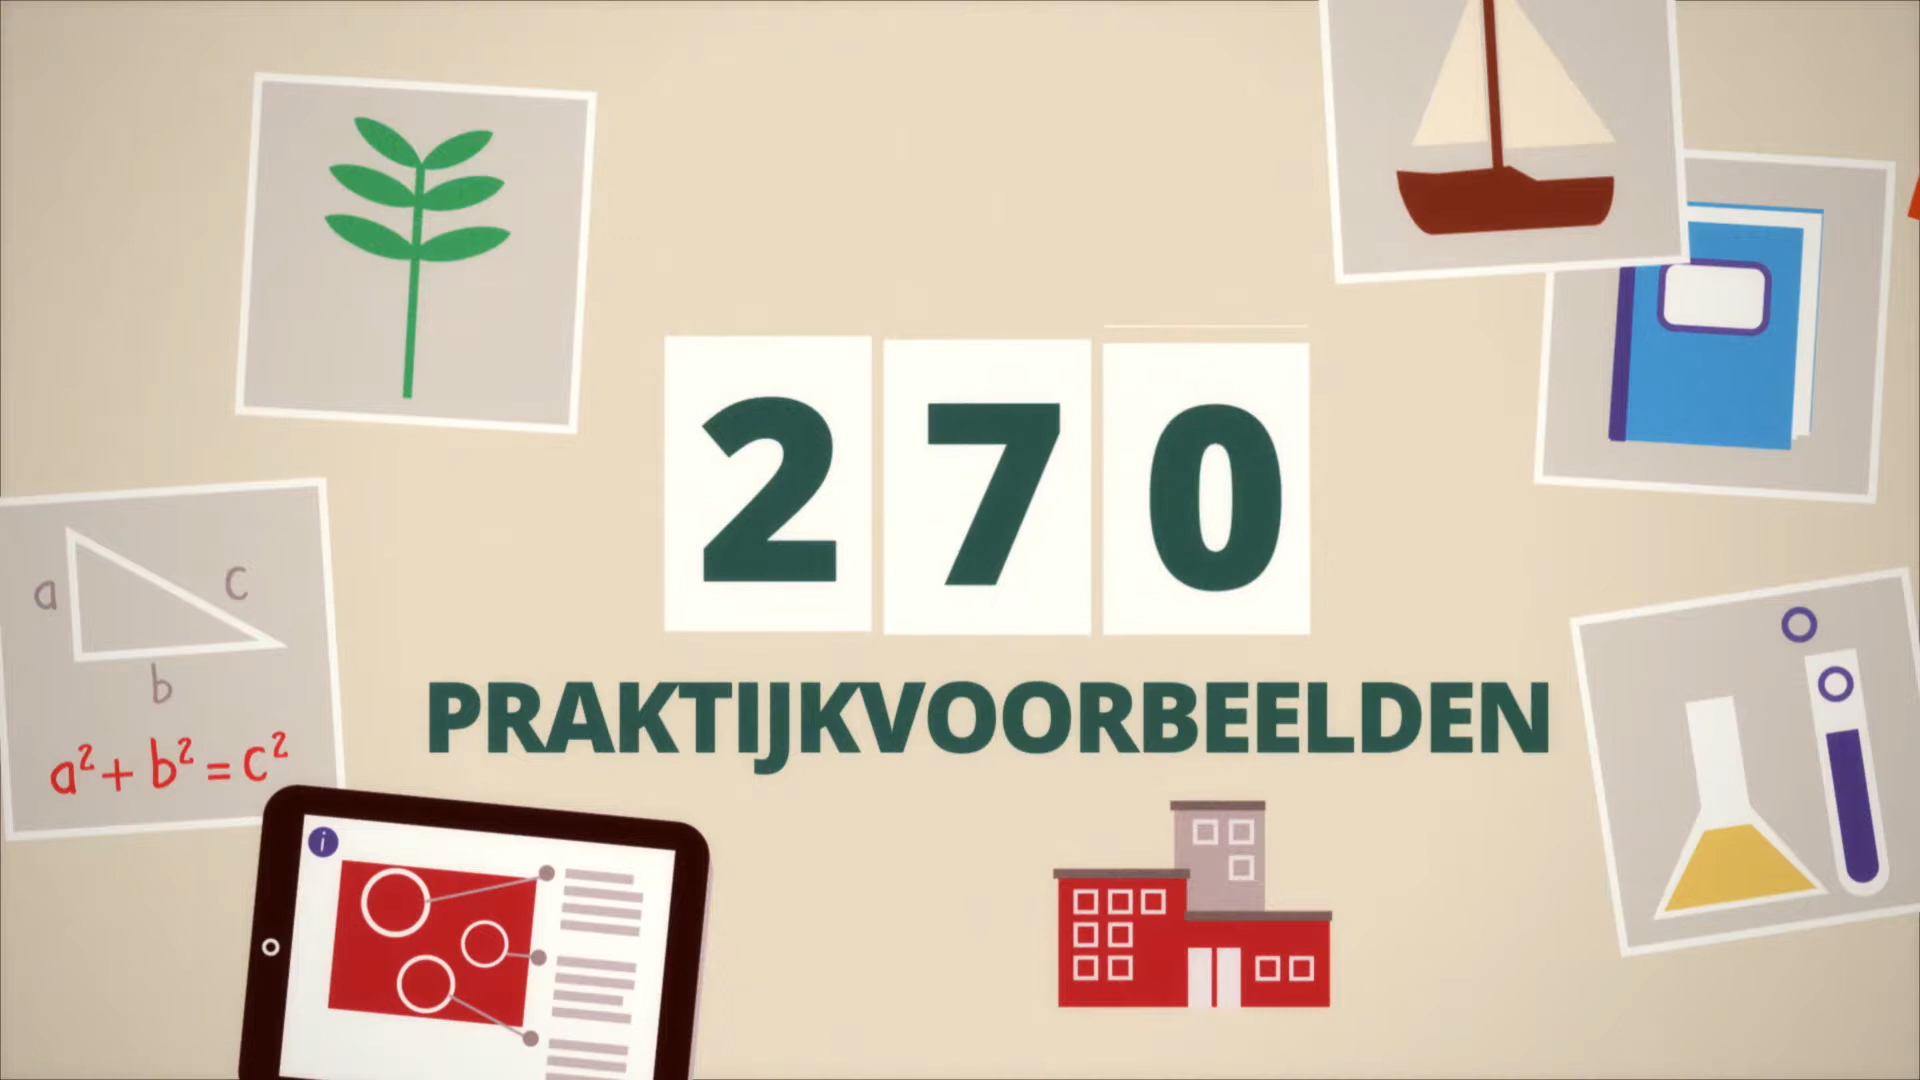 270
PRAKTIJKVOORBEELDEN
a
c
b
a² + b² = c²
i